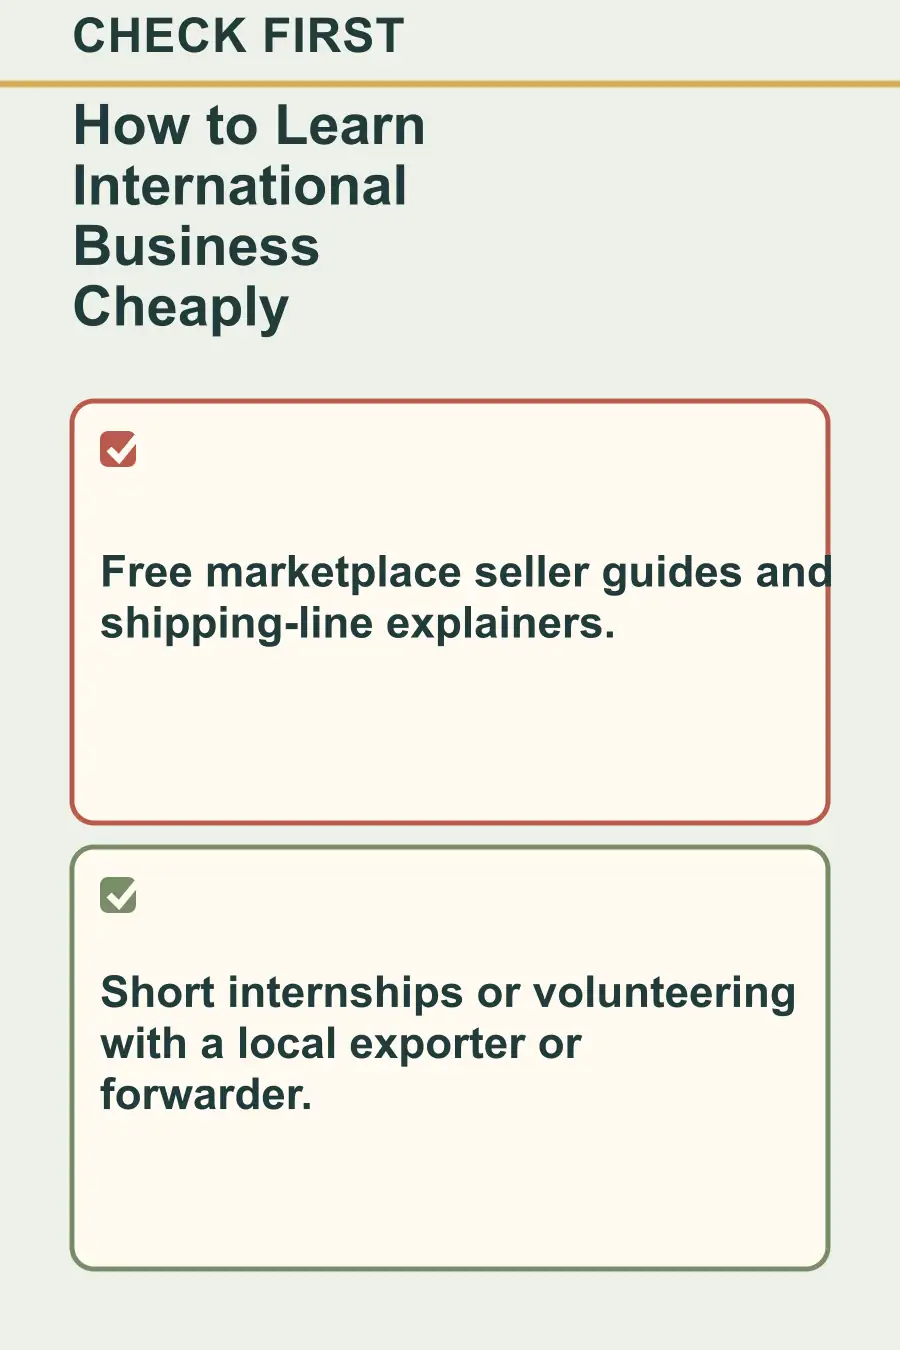 CHECK FIRST
How to Learn
International
Business
Cheaply
Free marketplace seller guides and
shipping-line explainers.
Short internships or volunteering
with a local exporter or
forwarder.